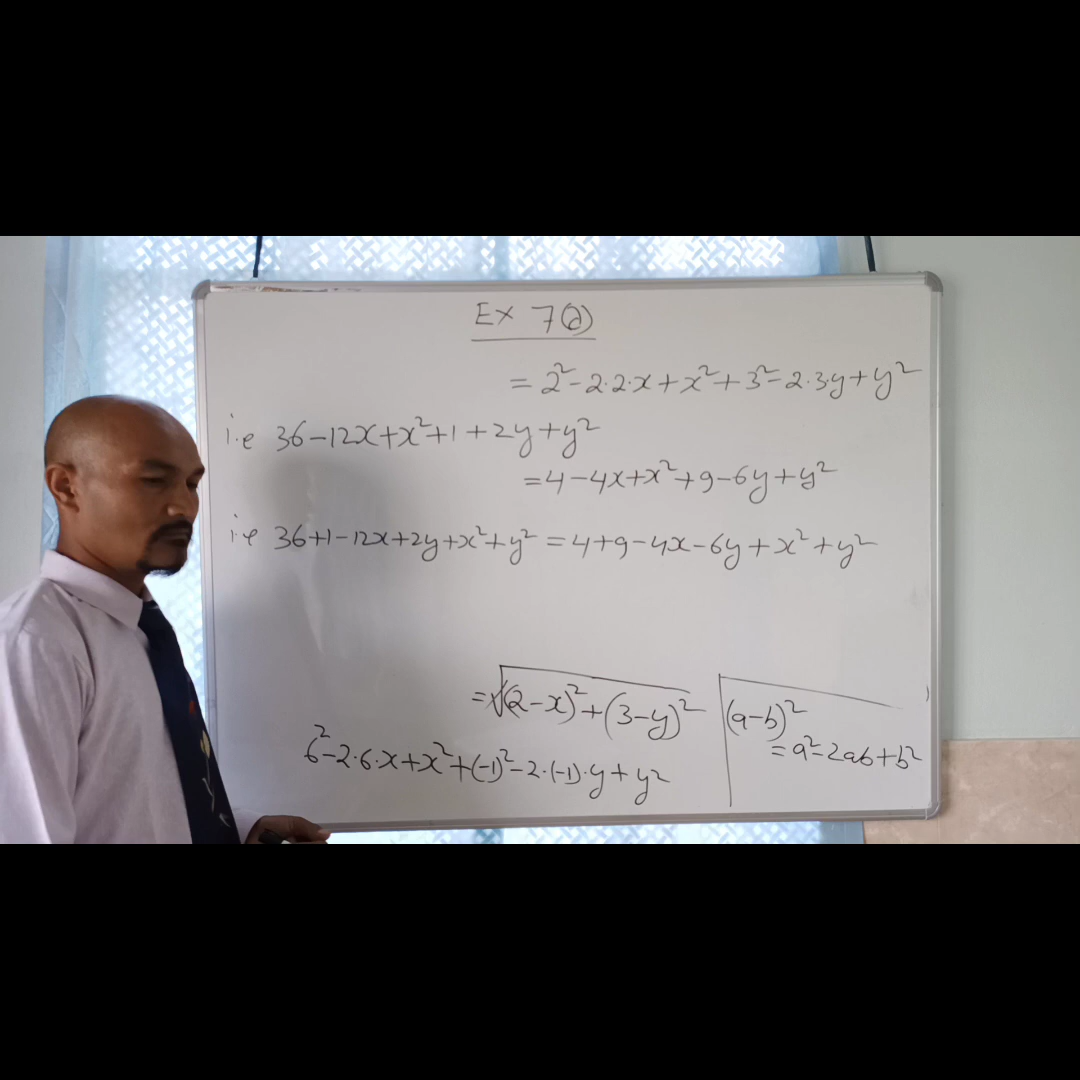 Ex 7(d)
= 2² - 2·2·x + x² + 3² - 2·3·y + y²
i.e 36 - 12x + x² + 1 + 2y + y²
= 4 - 4x + x² + 9 - 6y + y²
i.e 36 + 1 - 12x + 2y + x² + y² = 4 + 9 - 4x - 6y + x² + y²
= √(2 - x)² + (3 - y)²
6² - 2·6·x + x² + (-1)² - 2·(-1)·y + y²
(a - b)²
= a² - 2ab + b²